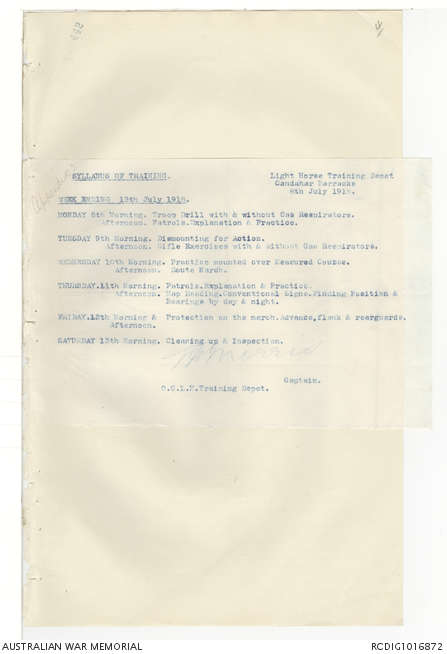 SYLLABUS OF TRAINING.
Light Horse Training Depot
Candahar Barracks
6th July 1918.
WEEK ENDING 13th July 1918.
MONDAY 8th Morning. Troop Drill with & without Gas Respirators.
Afternoon. Patrols.Explanation & Practice.
TUESDAY 9th Morning. Dismounting for Action.
Afternoon. Rifle Exercises with & without Gas Respirators.
WEDNESDAY 10th Morning. Practice mounted over Measured Course.
Afternoon. Route March.
THURSDAY.11th Morning. Patrols.Explanation & Practice.
Afternoon. Map Reading.Conventional Signs.Finding Position &
Bearings by day & night.
FRIDAY.12th Morning & Protection on the march.Advance,flank & rearguards.
Afternoon.
SATURDAY 13th Morning. Cleaning up & Inspection.
Captain.
O.C.L.H.Training Depot.
AUSTRALIAN WAR MEMORIAL
RCDIG1016872